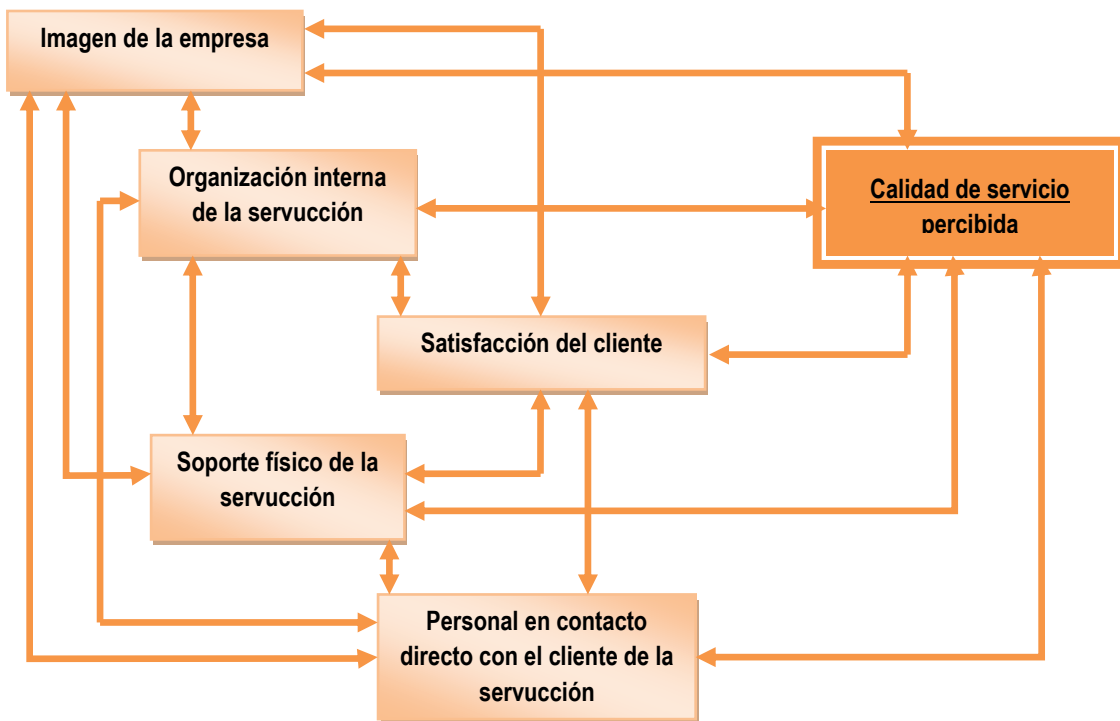 Imagen de la empresa
Organización interna
de la servucción
Calidad de servicio
percibida
Satisfacción del cliente
Soporte físico de la
servucción
Personal en contacto
directo con el cliente de la
servucción